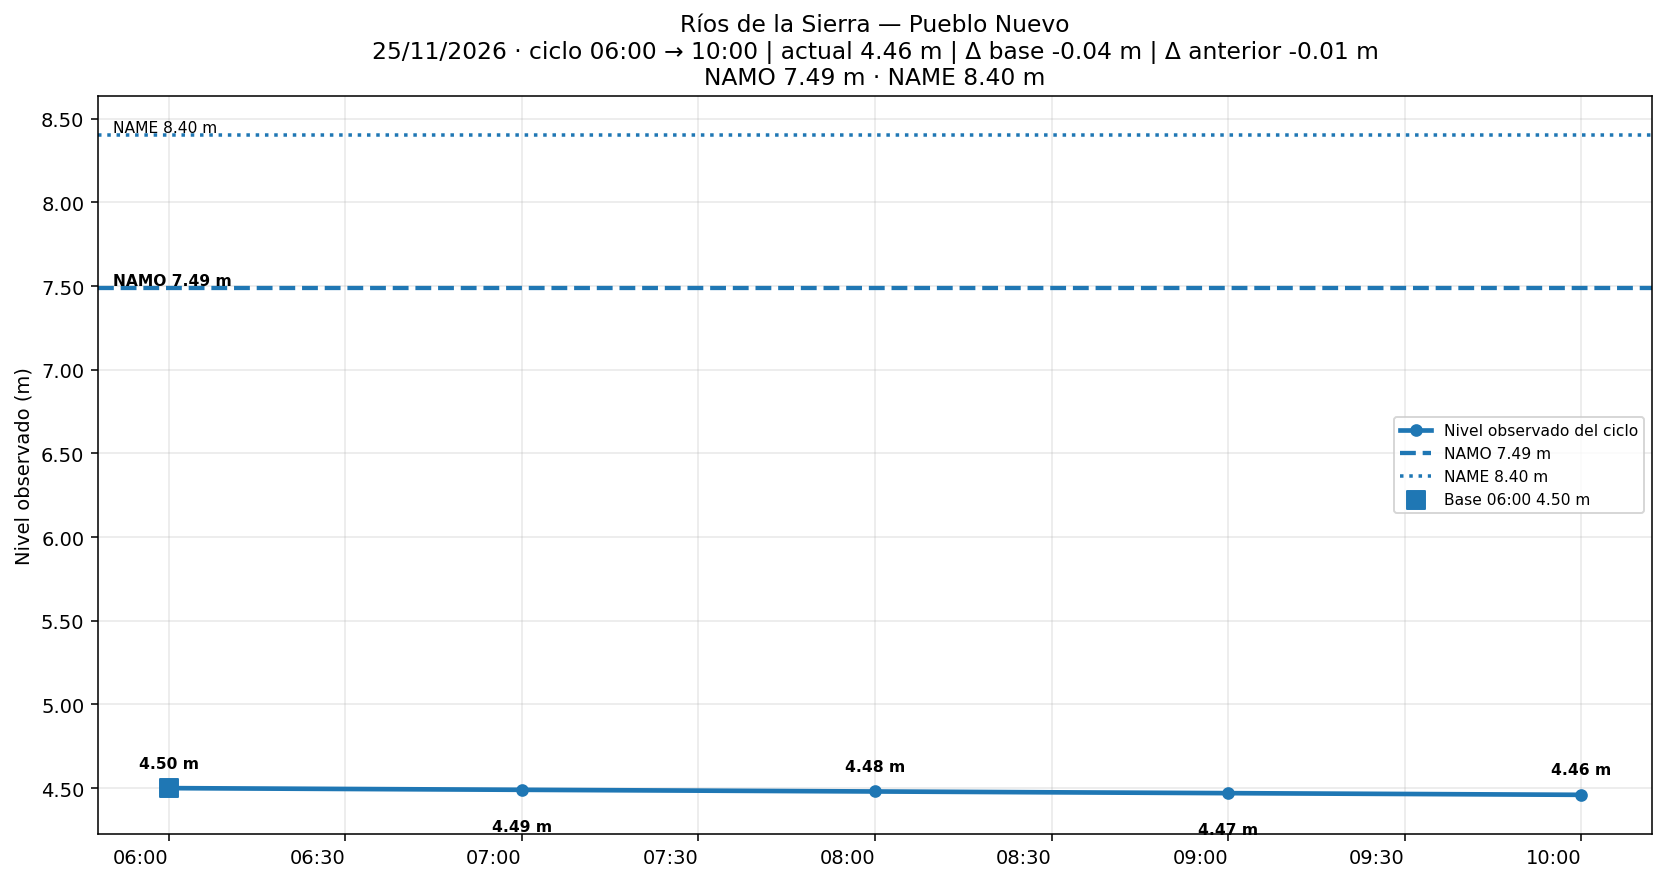 Ríos de la Sierra — Pueblo Nuevo
25/11/2026 · ciclo 06:00 → 10:00 | actual 4.46 m | Δ base -0.04 m | Δ anterior -0.01 m
NAMO 7.49 m · NAME 8.40 m
Nivel observado (m)
8.50
8.00
7.50
7.00
6.50
6.00
5.50
5.00
4.50
NAME 8.40 m
NAMO 7.49 m
Nivel observado del ciclo
NAMO 7.49 m
NAME 8.40 m
Base 06:00 4.50 m
4.50 m
4.49 m
4.48 m
4.47 m
4.46 m
06:00
06:30
07:00
07:30
08:00
08:30
09:00
09:30
10:00